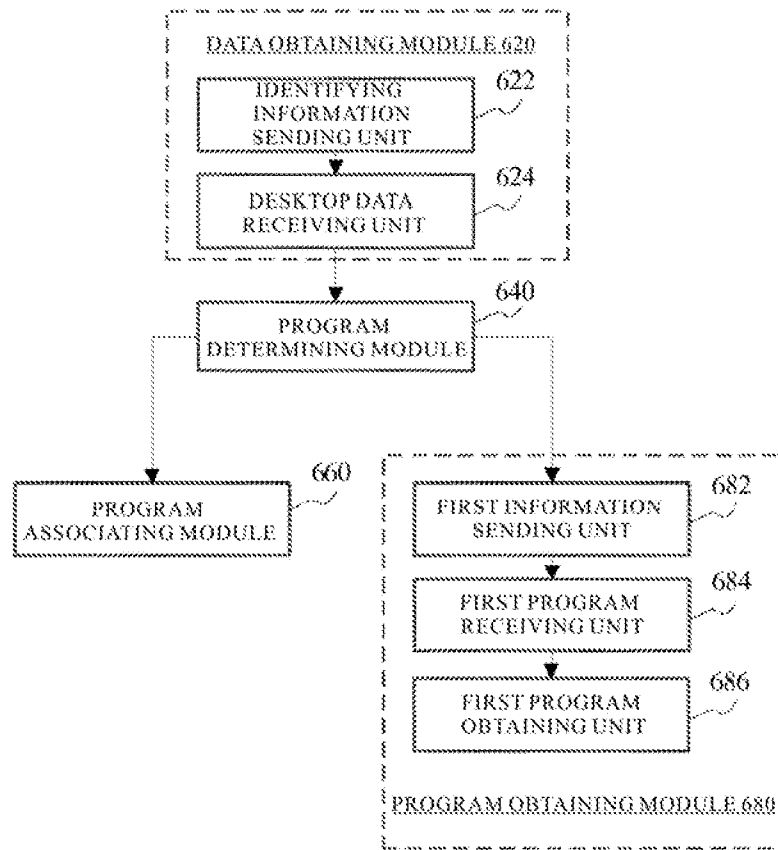 DATA OBTAINING MODULE 620
IDENTIFYING
INFORMATION
SENDING UNIT
622
DESKTOP DATA
RECEIVING UNIT
624
PROGRAM
DETERMINING MODULE
640
PROGRAM
ASSOCIATING MODULE
660
FIRST INFORMATION
SENDING UNIT
682
FIRST PROGRAM
RECEIVING UNIT
684
FIRST PROGRAM
OBTAINING UNIT
686
PROGRAM OBTAINING MODULE 680